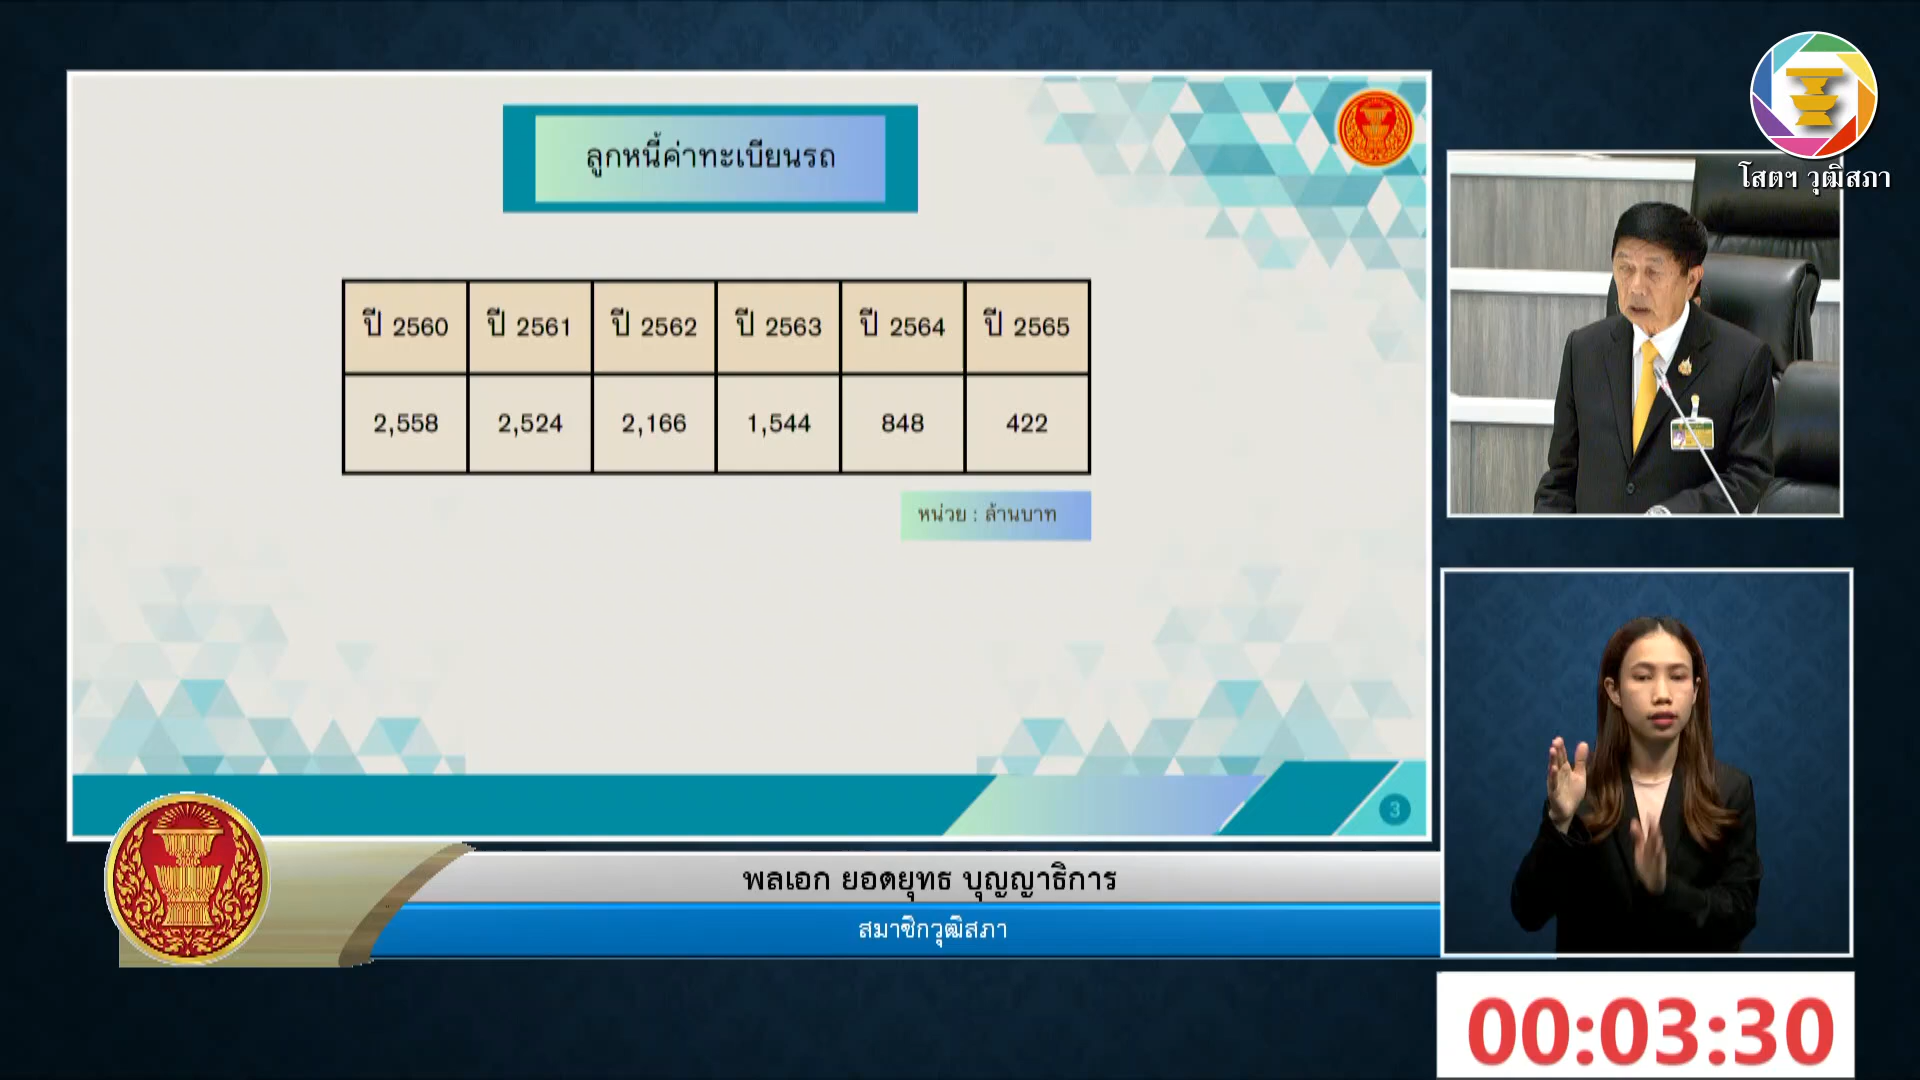 โสตฯ วุฒิสภา
ลูกหนี้ค่าทะเบียนรถ
ปี 2560 ปี 2561 ปี 2562 ปี 2563 ปี 2564 ปี 2565
2,558 2,524 2,166 1,544 848 422
หน่วย : ล้านบาท
3
พลเอก ยอดยุทธ บุญญาธิการ
สมาชิกวุฒิสภา
00:03:30